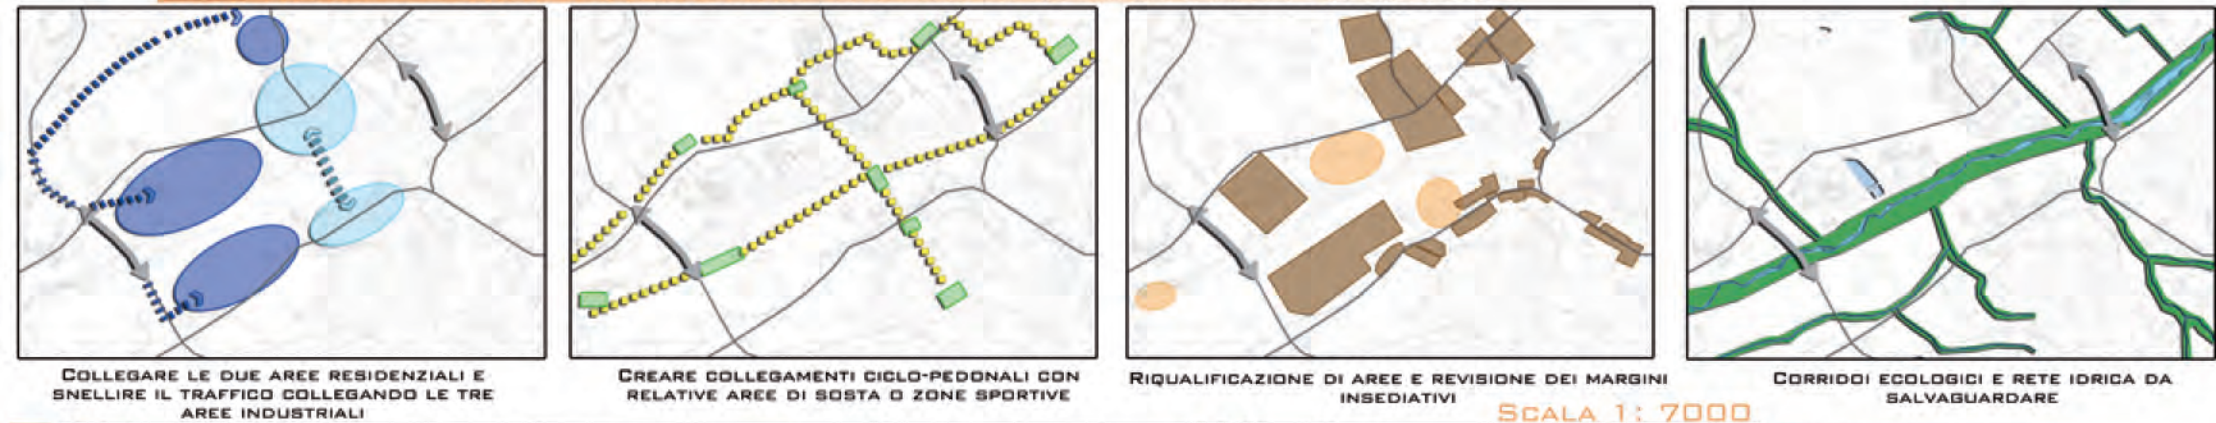 COLLEGARE LE DUE AREE RESIDENZIALI E
SNELLIRE IL TRAFFICO COLLEGANDO LE TRE
AREE INDUSTRIALI
CREARE COLLEGAMENTI CICLO-PEDONALI CON
RELATIVE AREE DI SOSTA O ZONE SPORTIVE
RIQUALIFICAZIONE DI AREE E REVISIONE DEI MARGINI
INSEDIATIVI
CORRIDOI ECOLOGICI E RETE IDRICA DA
SALVAGUARDARE
SCALA 1: 7000